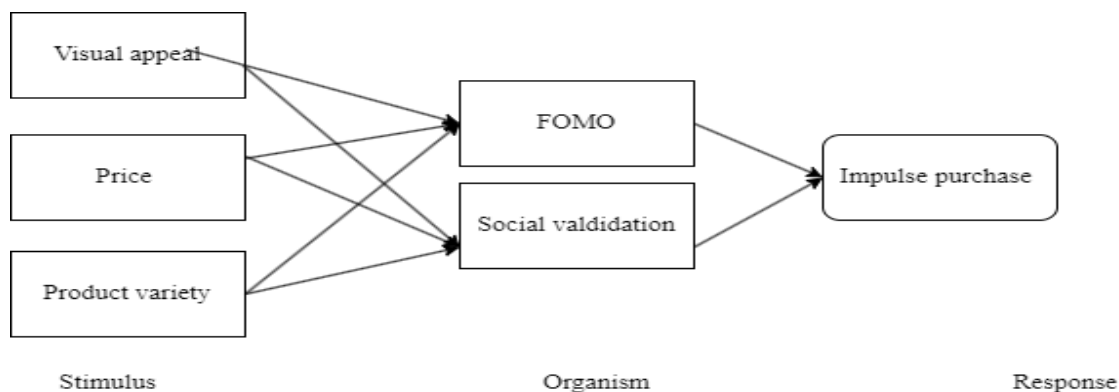 Visual appeal
FOMO
Price
Impulse purchase
Social valdidation
Product variety
Stimulus
Organism
Response